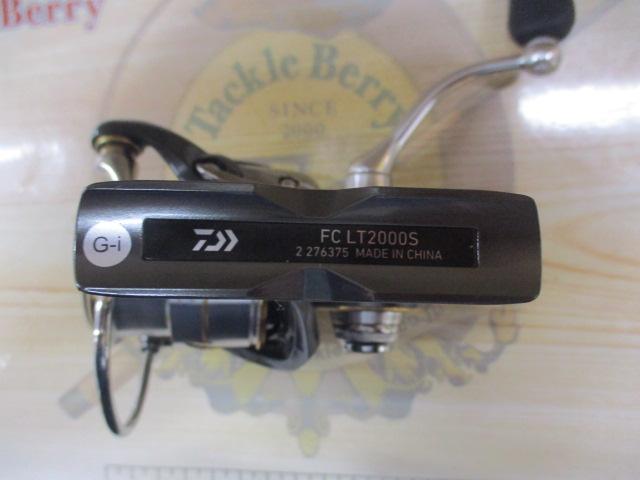 Berry
Tackle Berry
SINCE
2000
G-i
FC LT2000S
2 276375 MADE IN CHINA